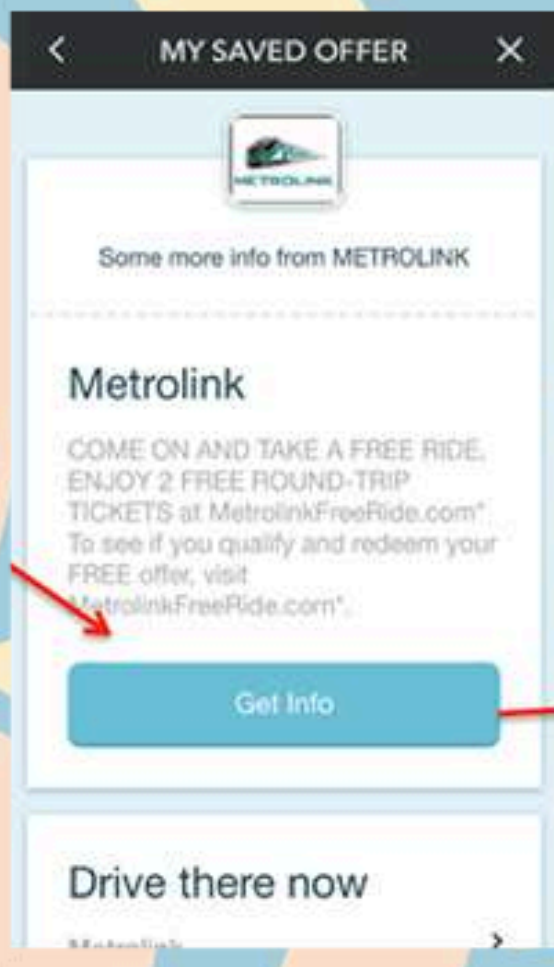 MY SAVED OFFER
METROLINK
Some more info from METROLINK
Metrolink
COME ON AND TAKE A FREE RIDE.
ENJOY 2 FREE ROUND-TRIP
TICKETS at MetrolinkFreeRide.com*
To see if you qualify and redeem your
FREE offer, visit
MetrolinkFreeRide.com*.
Get Info
Drive there now
Metrolink